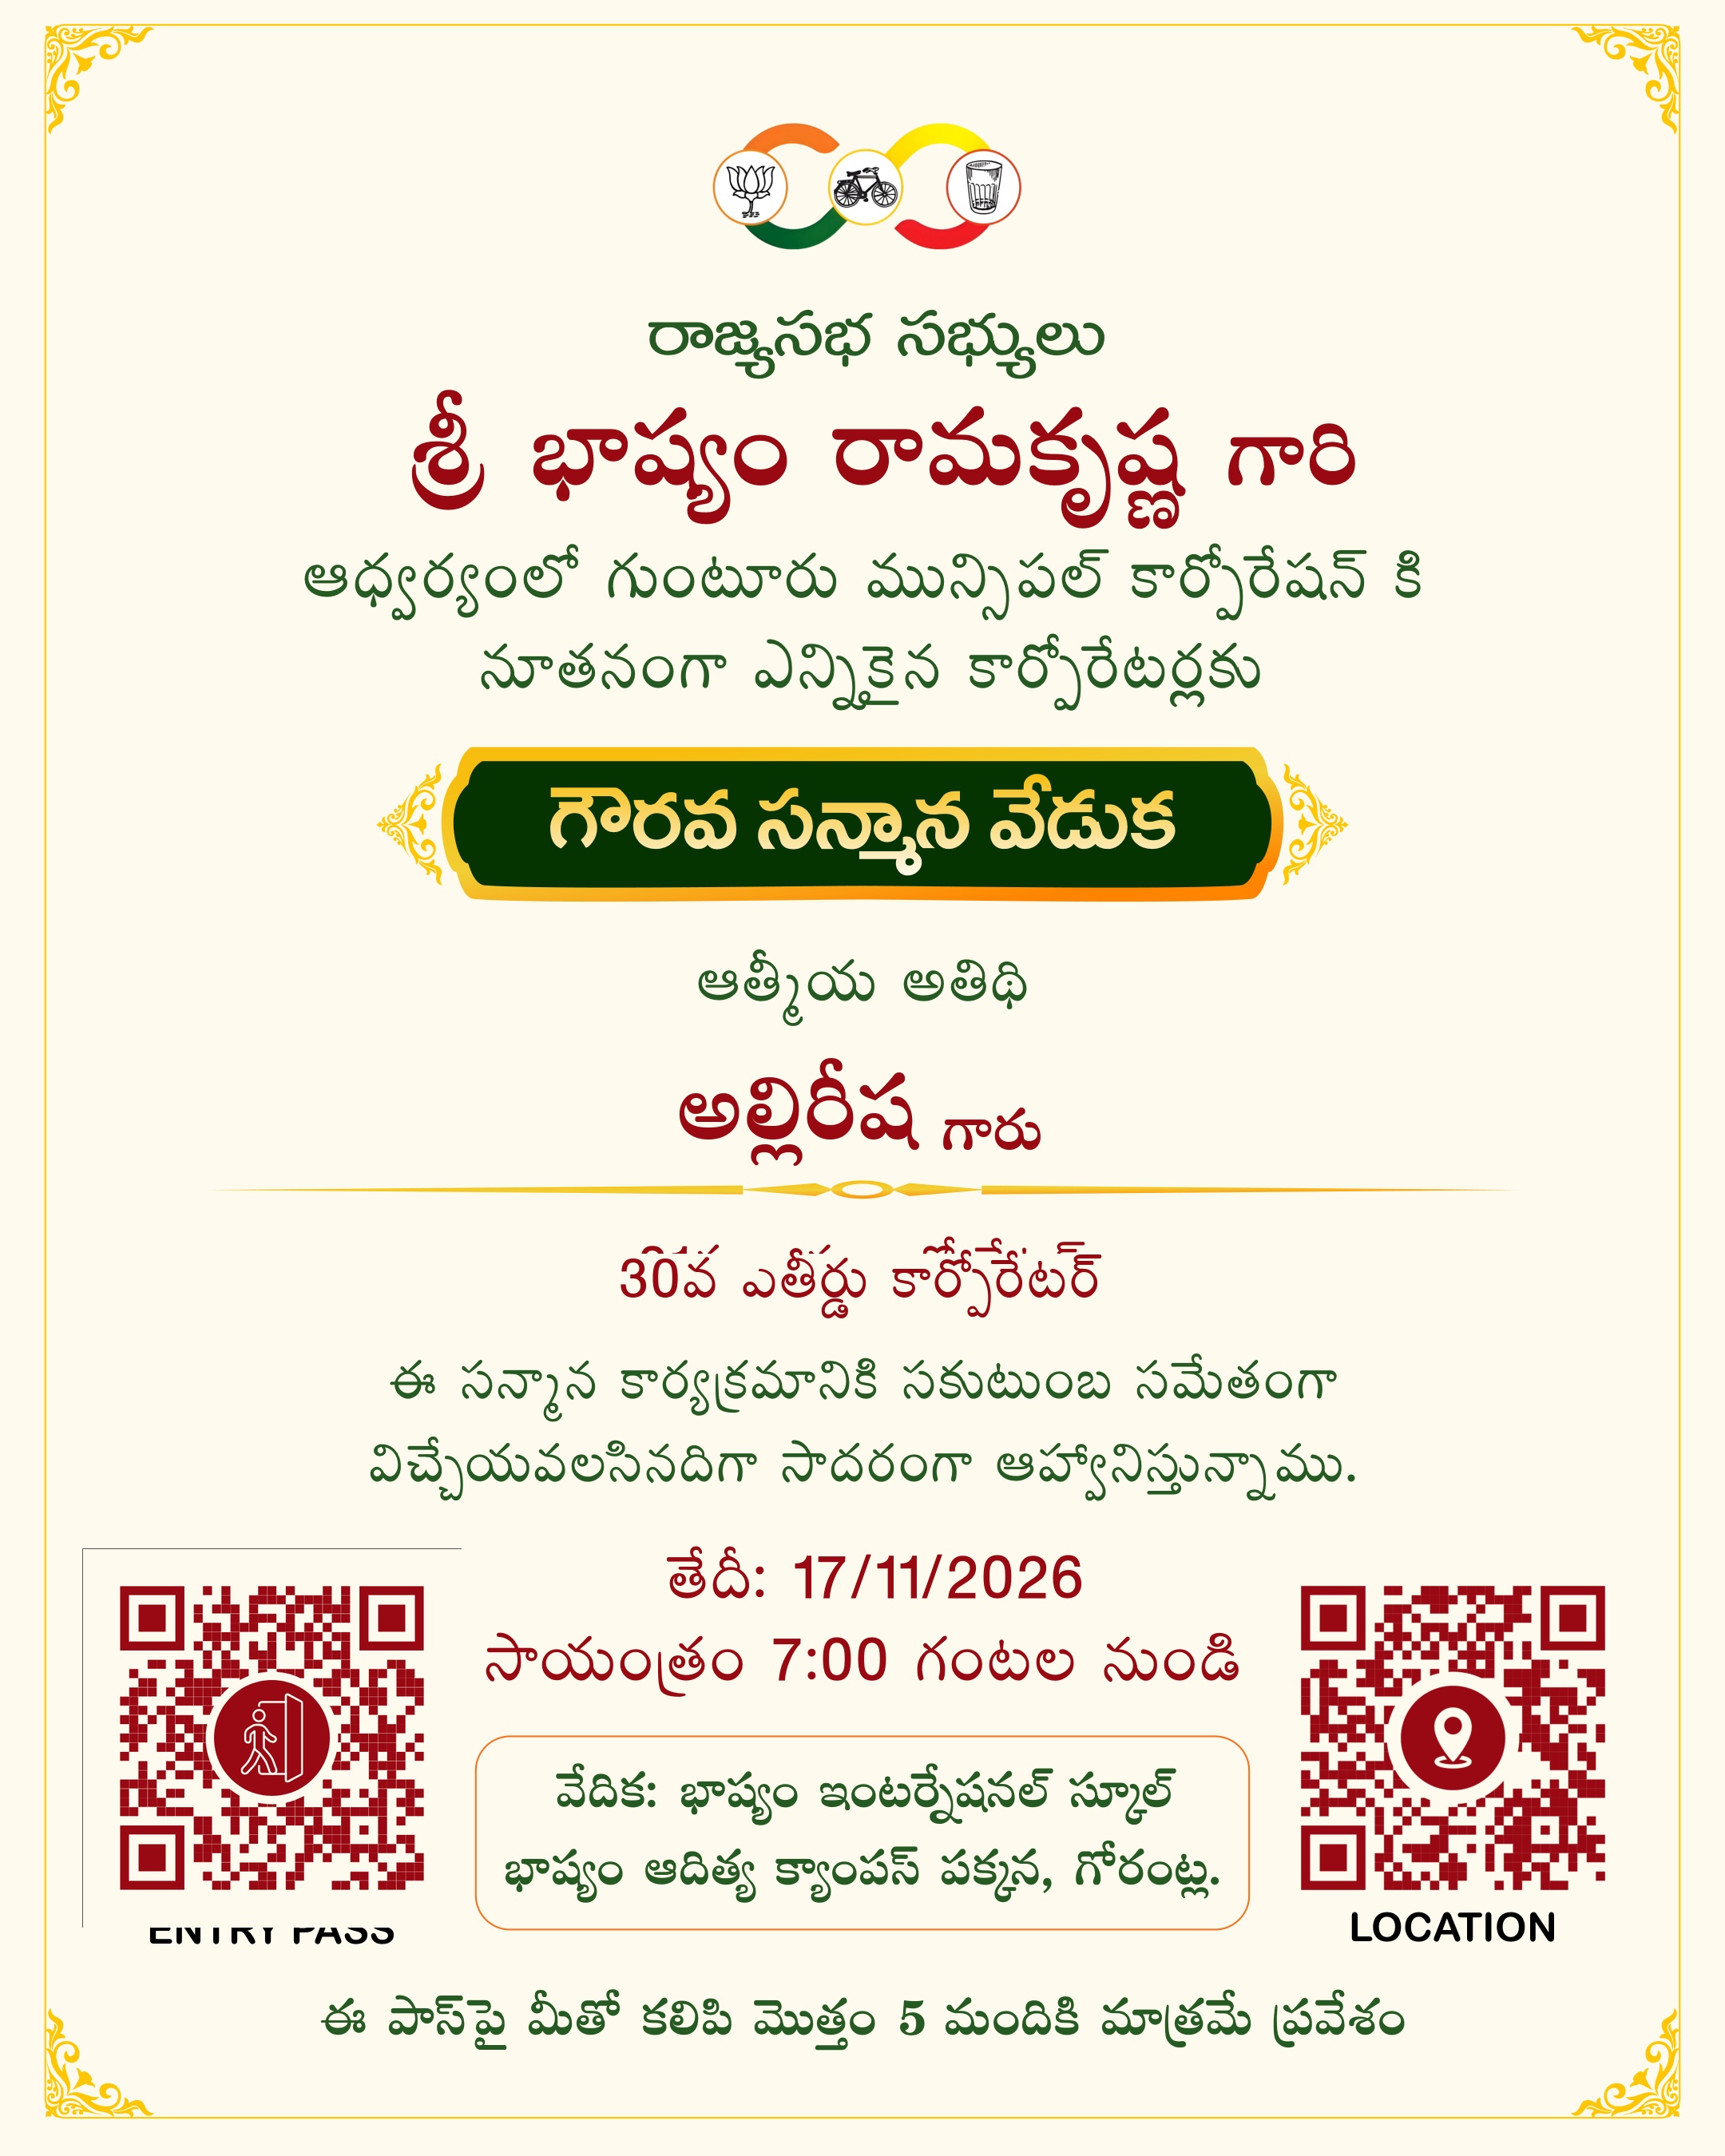 రాజ్యసభ సభ్యులు
శ్రీ భాష్యం రామకృష్ణ గారి
ఆధ్వర్యంలో గుంటూరు మున్సిపల్ కార్పోరేషన్ కి
నూతనంగా ఎన్నికైన కార్పోరేటర్లకు
గౌరవ సన్మాన వేడుక
ఆత్మీయ అతిథి
అల్లిరీష గారు
30వ ఎతీర్డు కార్పోరేటర్
ఈ సన్మాన కార్యక్రమానికి సకుటుంబ సమేతంగా
విచ్చేయవలసినదిగా సాదరంగా ఆహ్వానిస్తున్నాము.
తేదీ: 17/11/2026
సాయంత్రం 7:00 గంటల నుండి
వేదిక: భాష్యం ఇంటర్నేషనల్ స్కూల్
భాష్యం ఆదిత్య క్యాంపస్ పక్కన, గోరంట్ల.
ENTRY PASS
LOCATION
ఈ పాస్‌పై మీతో కలిపి మొత్తం 5 మందికి మాత్రమే ప్రవేశం